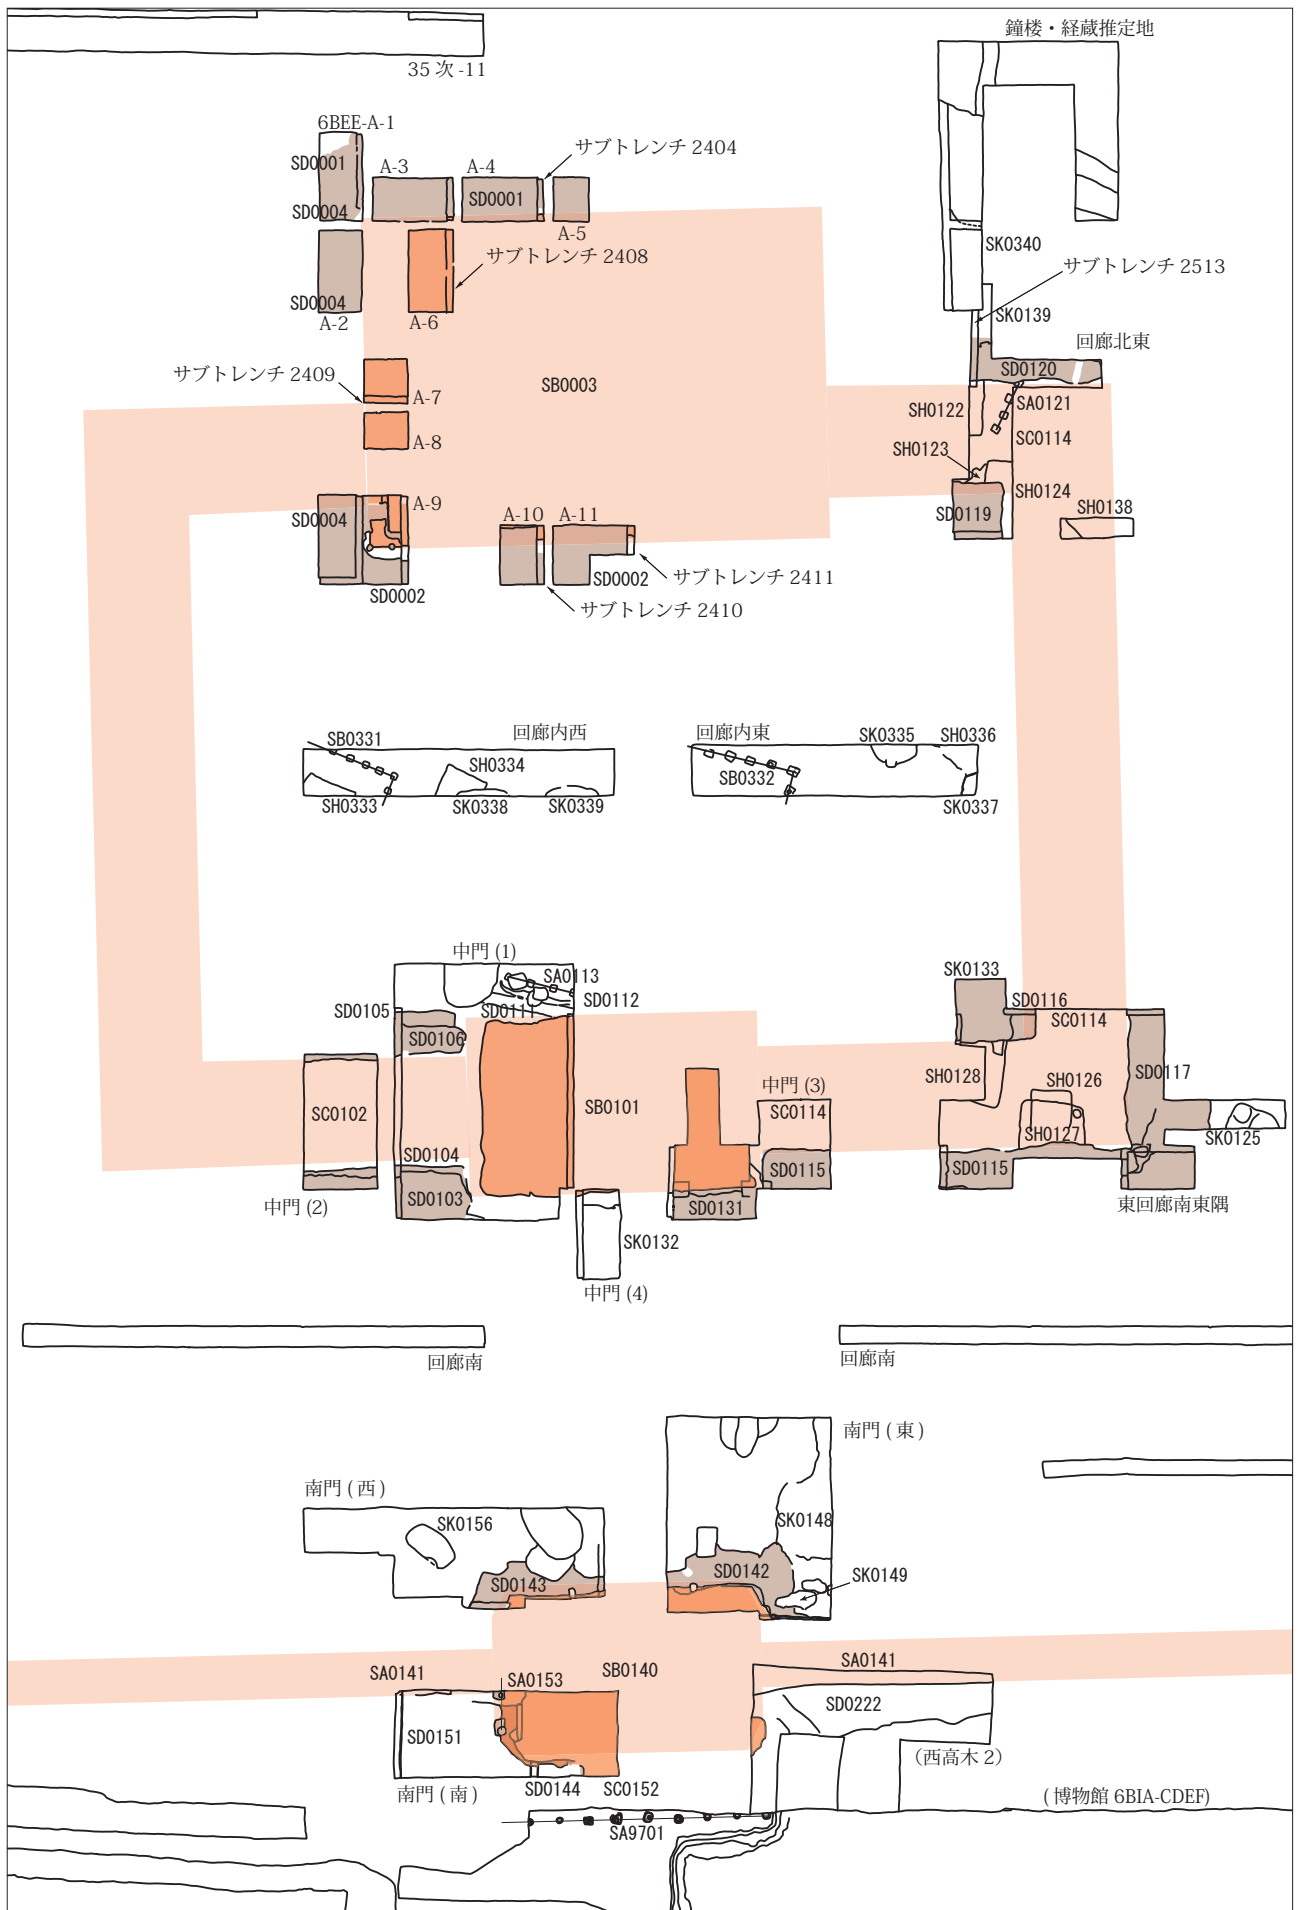 鐘楼・経蔵推定地
35次-11
6BEE-A-1
サブトレンチ 2404
SD0001
A-3
A-4
SD0001
SD0004
A-5
SK0340
サブトレンチ 2408
サブトレンチ 2513
SD0004
A-2
A-6
SK0139
回廊北東
サブトレンチ 2409
SD0120
SB0003
A-7
SH0122
SA0121
A-8
SC0114
SH0123
SH0124
A-9
SD0004
A-10
A-11
SD0119
SH0138
SD0002
SD0002
サブトレンチ 2411
サブトレンチ 2410
SB0331
回廊内西
回廊内東
SK0335
SH0336
SH0334
SB0332
SH0333
SK0338
SK0339
SK0337
中門 (1)
SA0113
SK0133
SD0105
SD0111
SD0112
SD0116
SC0114
SD0106
SH0128
SD0117
中門 (3)
SH0126
SC0102
SB0101
SC0114
SH0127
SK0125
SD0104
SD0115
SD0115
中門 (2)
SD0103
SD0131
東回廊南東隅
SK0132
中門 (4)
回廊南
回廊南
南門 ( 東 )
南門 ( 西 )
SK0156
SK0148
SD0143
SD0142
SK0149
SA0141
SA0153
SB0140
SA0141
SD0151
SD0222
(西高木 2)
南門 ( 南 )
SD0144
SC0152
( 博物館 6BIA-CDEF)
SA9701